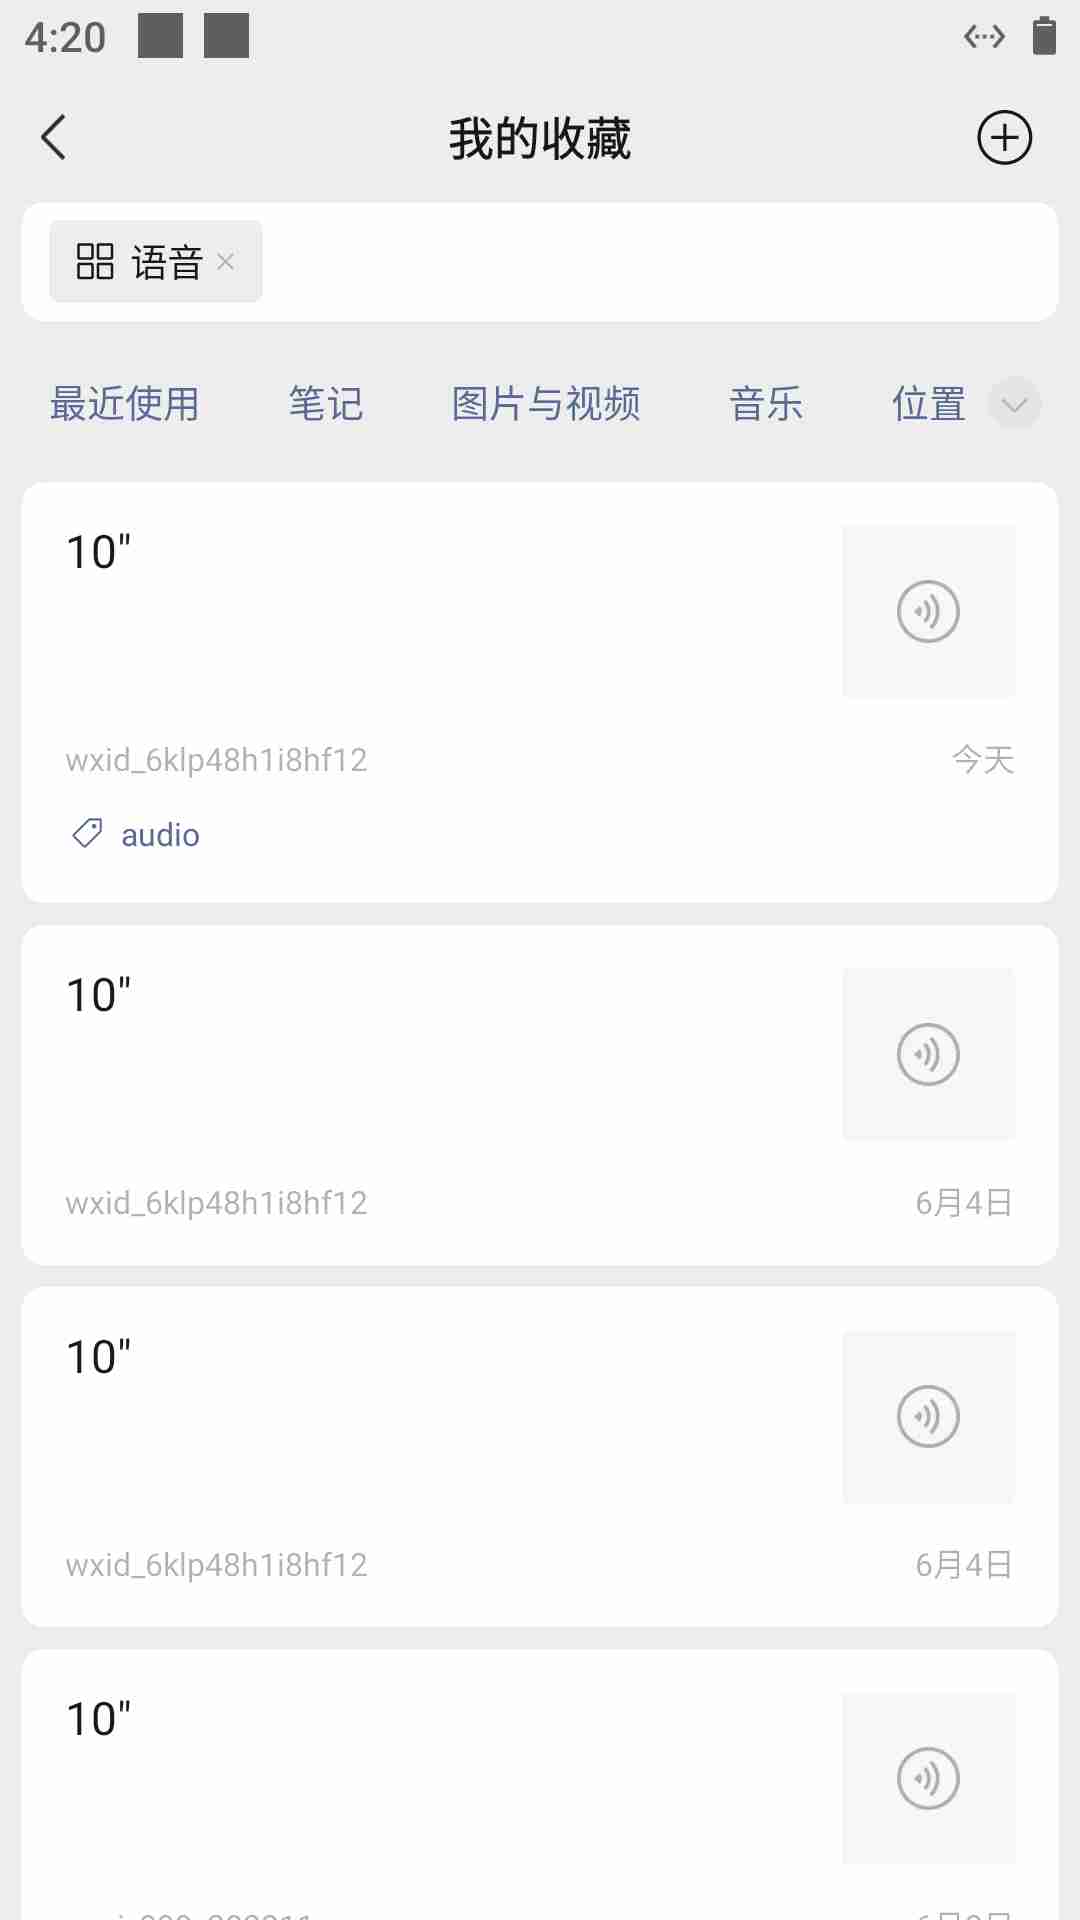 4:20
我的收藏
语音
最近使用 笔记 图片与视频 音乐 位置
10"
wxid_6klp48h1i8hf12 今天
audio
10"
wxid_6klp48h1i8hf12 6月4日
10"
wxid_6klp48h1i8hf12 6月4日
10"